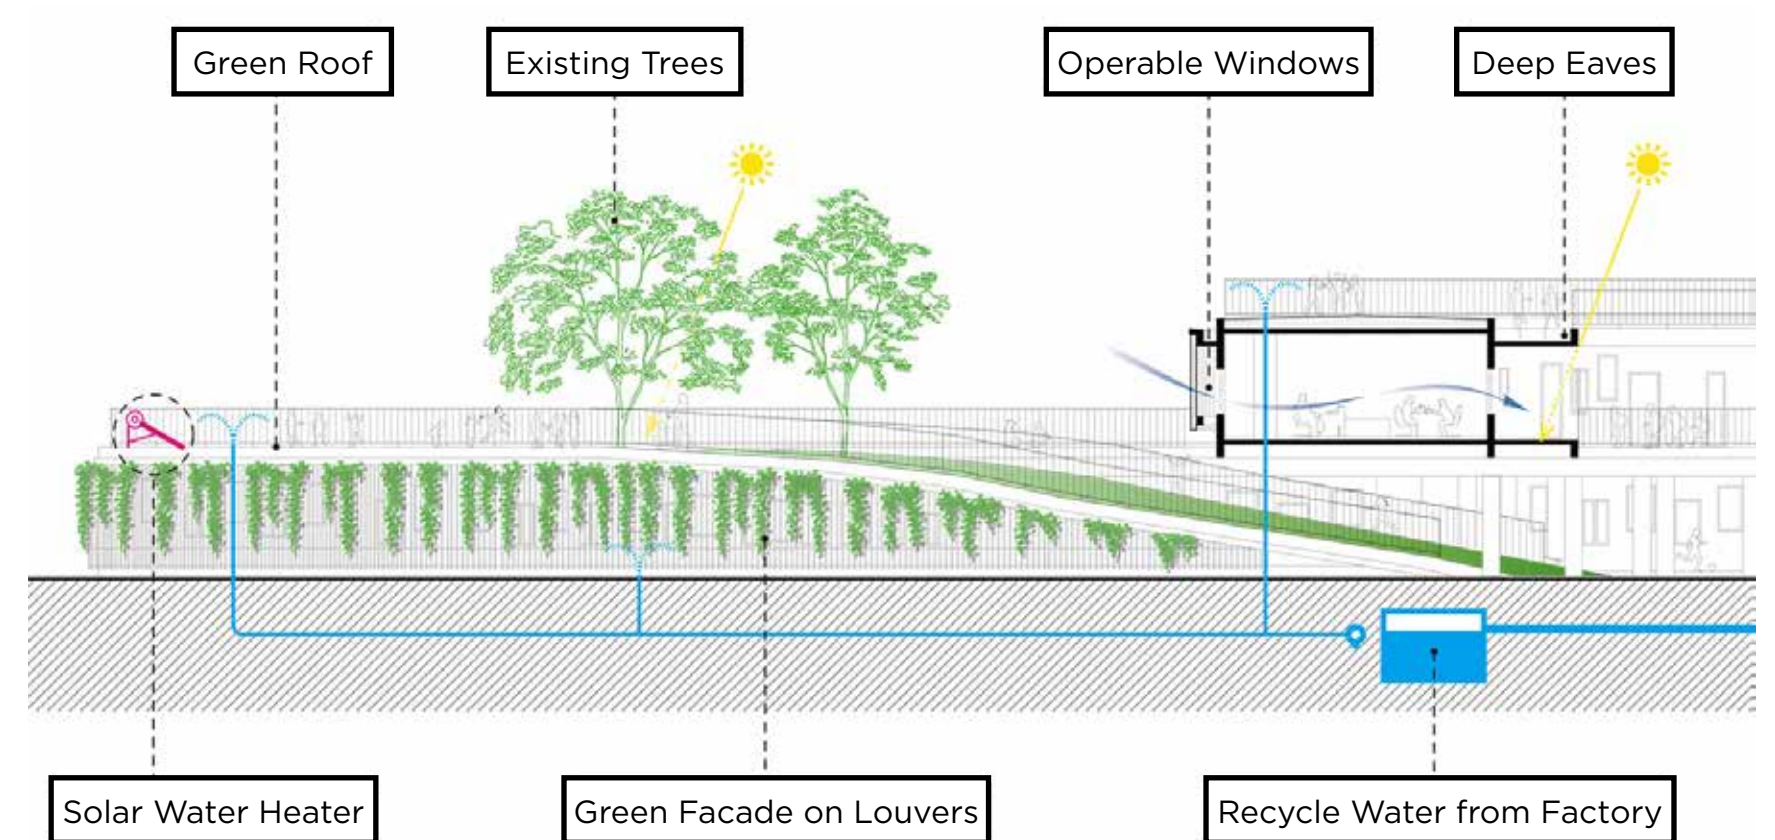 Green Roof
Existing Trees
Operable Windows
Deep Eaves
Solar Water Heater
Green Facade on Louvers
Recycle Water from Factory